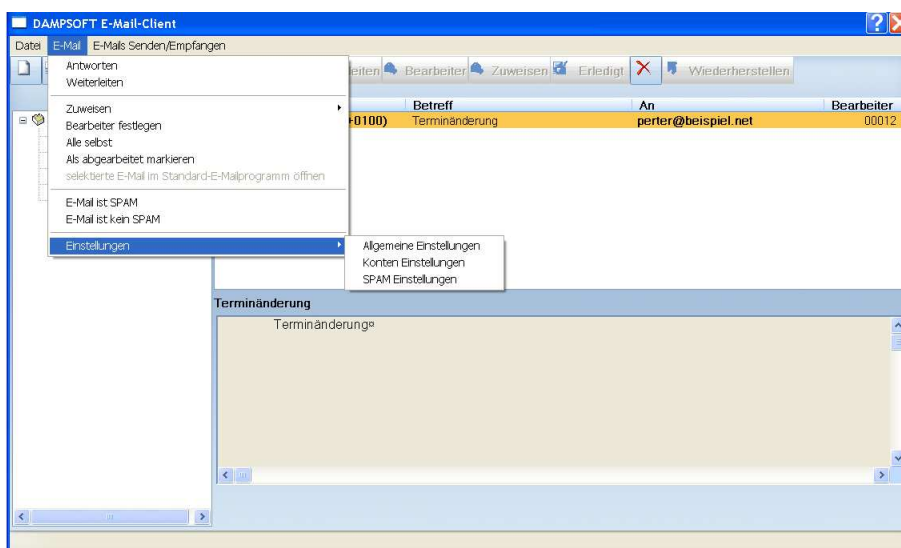 DAMPSOFT E-Mail-Client
Datei E-Mail E-Mails Senden/Empfangen
Antworten
Weiterleiten
Zuweisen
Bearbeiter festlegen
Alle selbst
Als abgearbeitet markieren
selektierte E-Mail im Standard-E-Mailprogramm öffnen
E-Mail ist SPAM
E-Mail ist kein SPAM
Einstellungen
Allgemeine Einstellungen
Konten Einstellungen
SPAM Einstellungen
Bearbeiter Zuweisen Erledigt Wiederherstellen
Betreff An Bearbeiter
+0100) Terminänderung perter@beispiel.net 00012
Terminänderung
Terminänderung¤